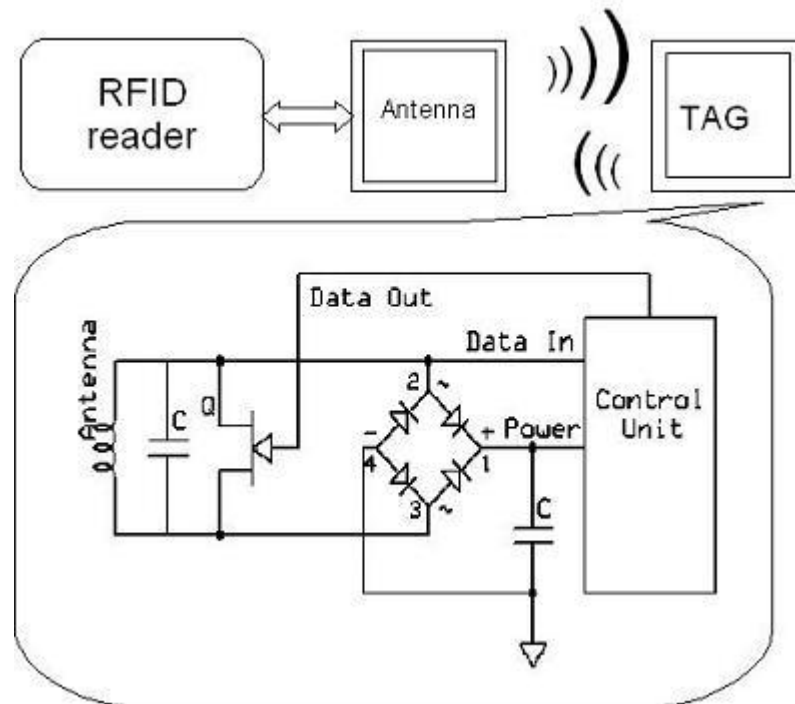 RFID
reader
Antenna
TAG
Data Out
Antenna
Data In
C
Q
2
~
Control
Unit
-
+
Power
4
1
3
~
C